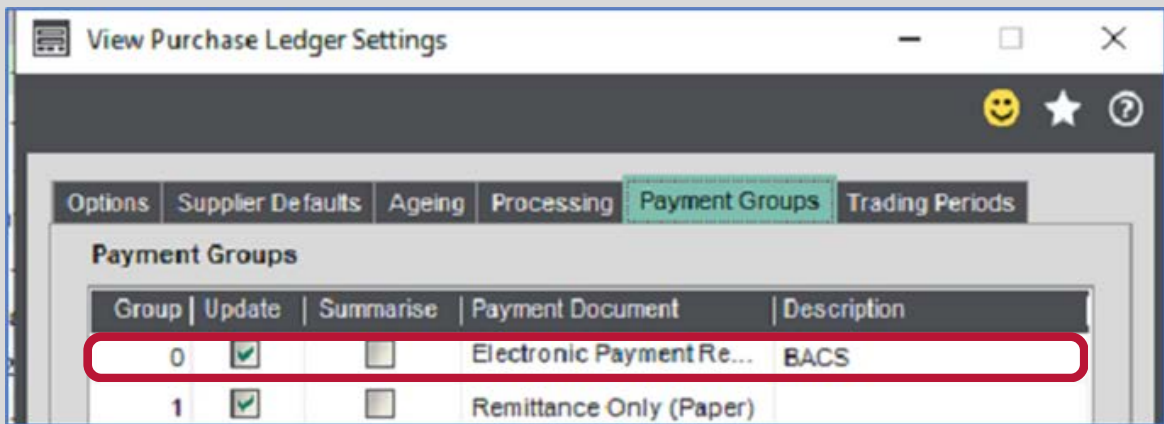 View Purchase Ledger Settings
Options Supplier Defaults Ageing Processing Payment Groups Trading Periods
Payment Groups
Group Update Summarise Payment Document Description
0 Electronic Payment Re... BACS
1 Remittance Only (Paper)